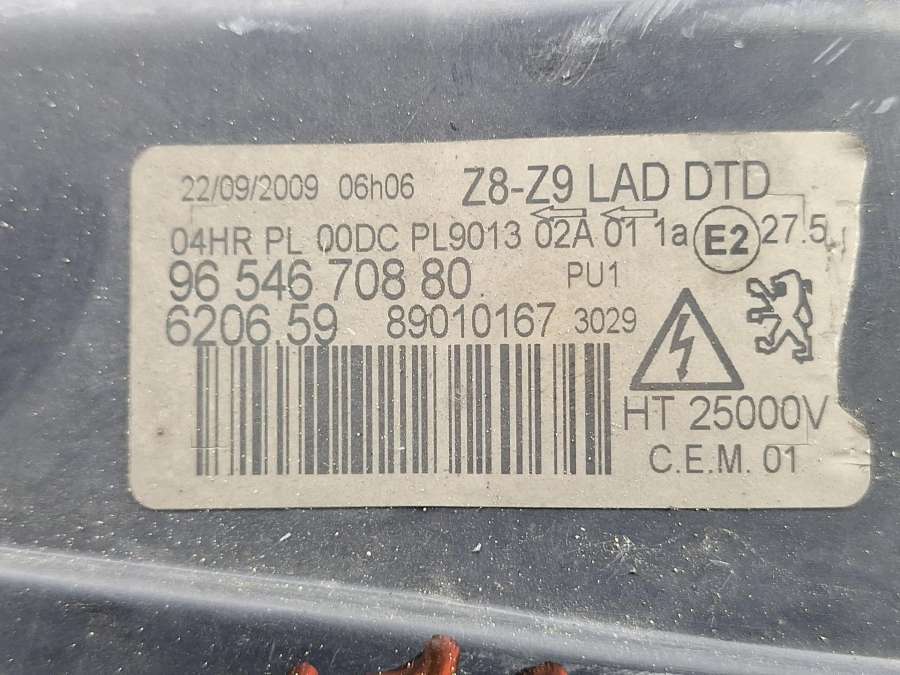 22/09/2009 06h06 Z8-Z9 LAD DTD
04HR PL 00DC PL9013 02A 01 1a E2 27.5
96 546 708 80 PU1
6206.59 89010167 3029
HT 25000V
C.E.M. 01